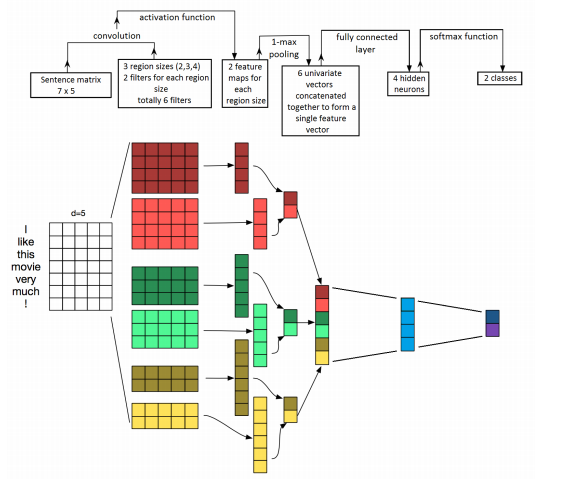 activation function
convolution
Sentence matrix
7 x 5
3 region sizes (2,3,4)
2 filters for each region
size
totally 6 filters
2 feature
maps for
each
region size
1-max
pooling
6 univariate
vectors
concatenated
together to form a
single feature
vector
fully connected
layer
4 hidden
neurons
softmax function
2 classes
d=5
I
like
this
movie
very
much
!